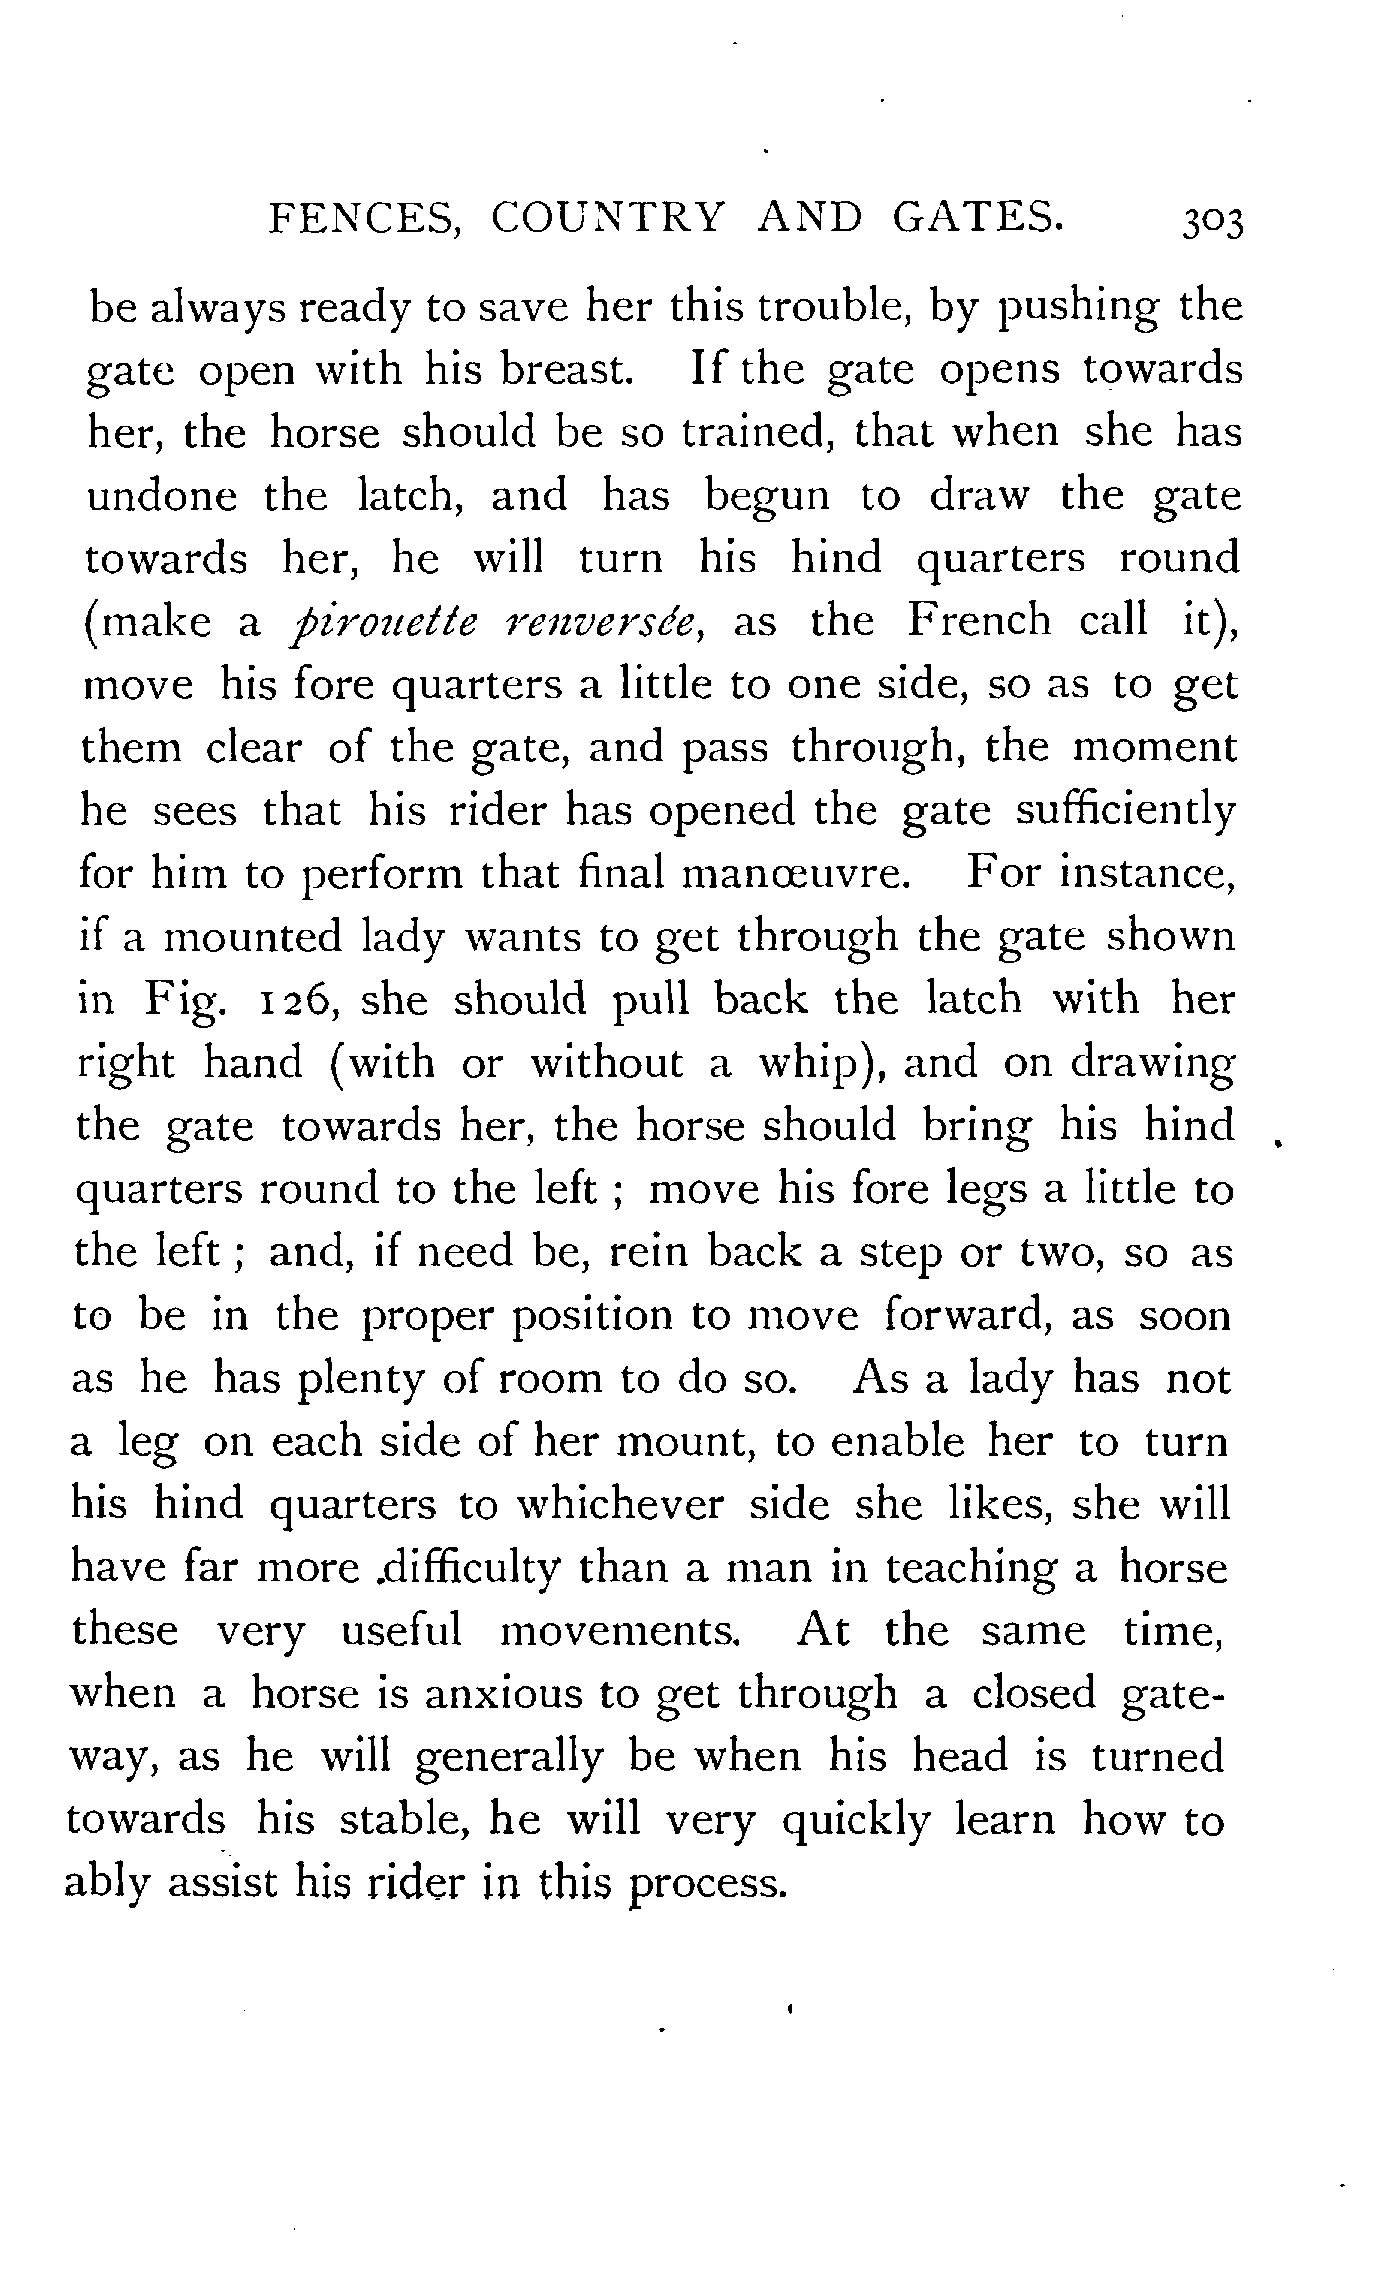 FENCES, COUNTRY AND GATES. 303
be always ready to save her this trouble, by pushing the
gate open with his breast. If the gate opens towards
her, the horse should be so trained, that when she has
undone the latch, and has begun to draw the gate
towards her, he will turn his hind quarters round
(make a pirouette renversée, as the French call it),
move his fore quarters a little to one side, so as to get
them clear of the gate, and pass through, the moment
he sees that his rider has opened the gate sufficiently
for him to perform that final manœuvre. For instance,
if a mounted lady wants to get through the gate shown
in Fig. 126, she should pull back the latch with her
right hand (with or without a whip), and on drawing
the gate towards her, the horse should bring his hind
quarters round to the left ; move his fore legs a little to
the left ; and, if need be, rein back a step or two, so as
to be in the proper position to move forward, as soon
as he has plenty of room to do so. As a lady has not
a leg on each side of her mount, to enable her to turn
his hind quarters to whichever side she likes, she will
have far more difficulty than a man in teaching a horse
these very useful movements. At the same time,
when a horse is anxious to get through a closed gate-
way, as he will generally be when his head is turned
towards his stable, he will very quickly learn how to
ably assist his rider in this process.